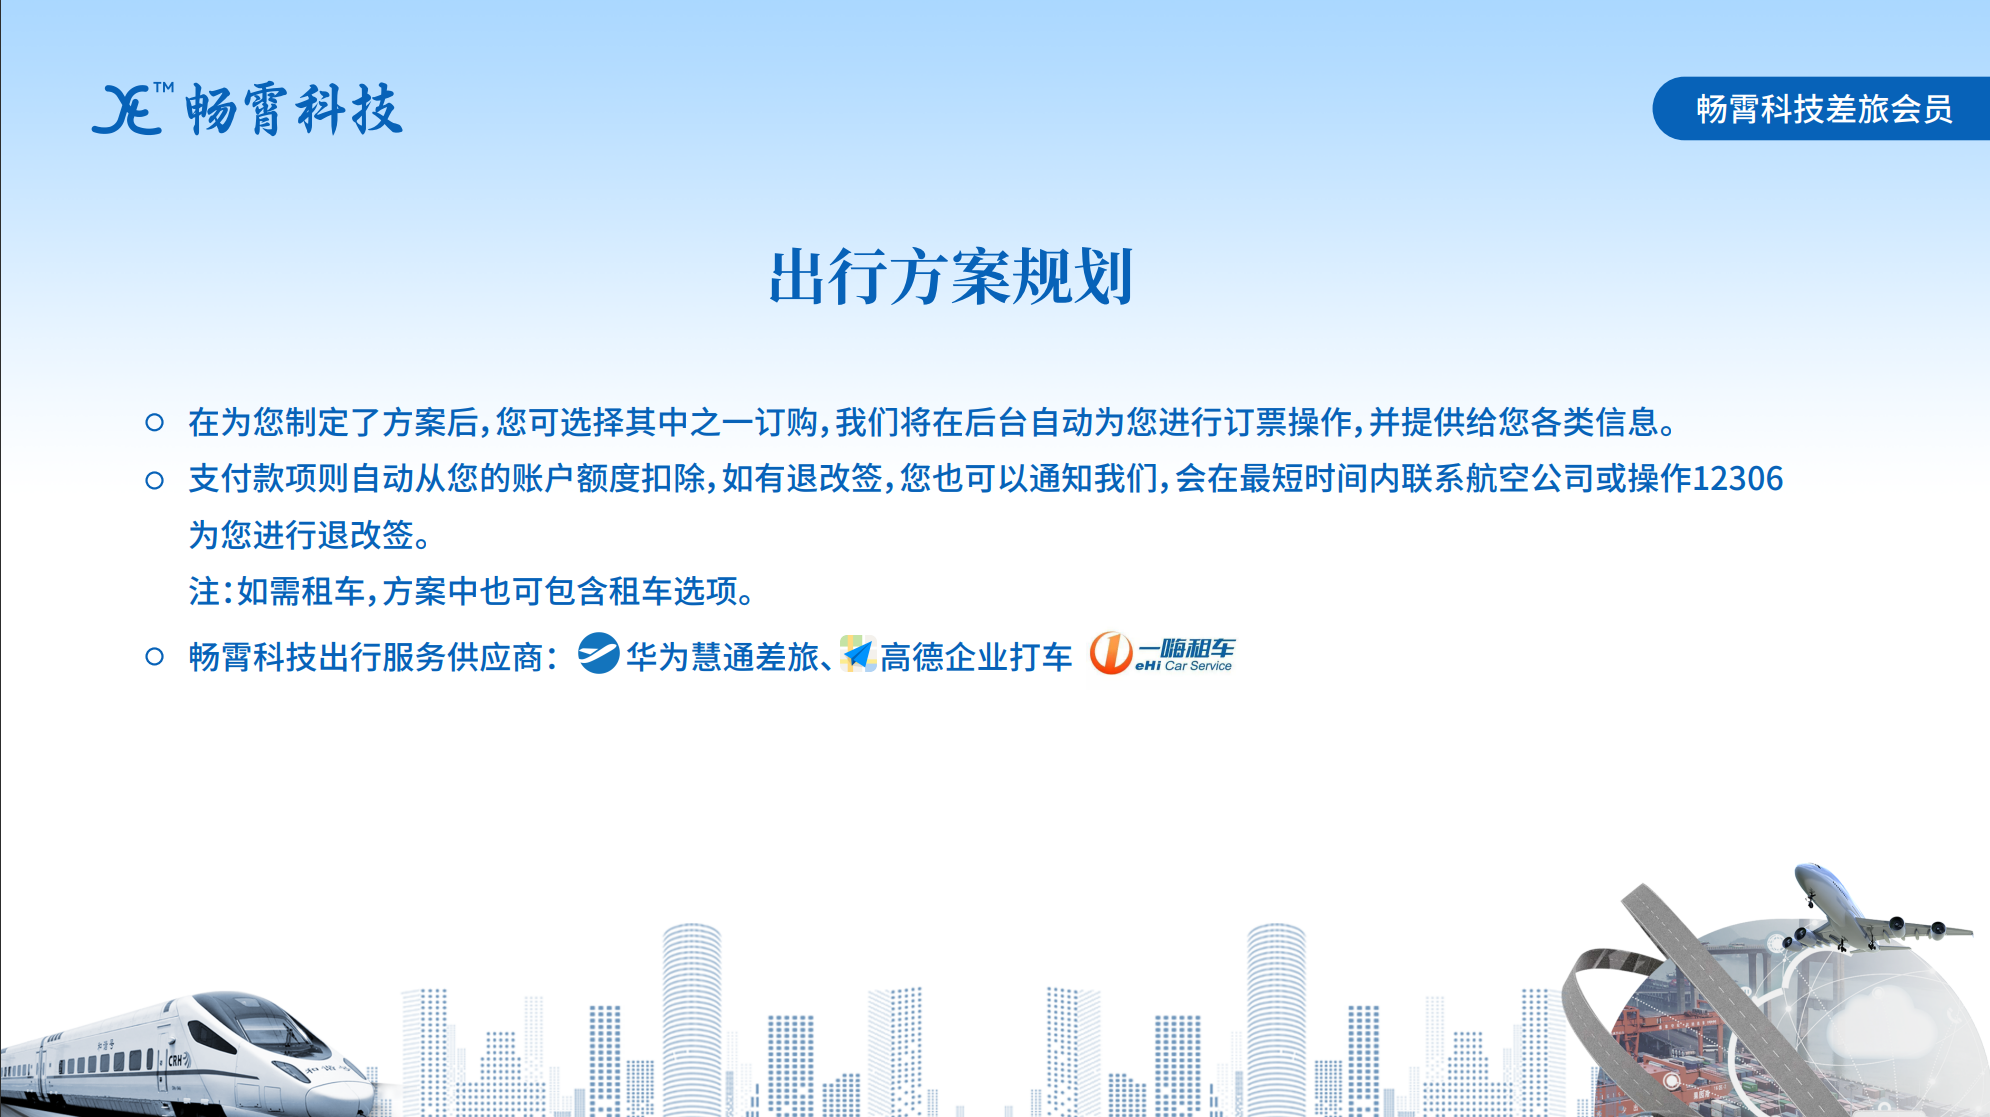 TM 畅霄科技
畅霄科技差旅会员
出行方案规划
在为您制定了方案后，您可选择其中之一订购，我们将在后台自动为您进行订票操作，并提供给您各类信息。
支付款项则自动从您的账户额度扣除，如有退改签，您也可以通知我们，会在最短时间内联系航空公司或操作12306
为您进行退改签。
注：如需租车，方案中也可包含租车选项。
畅霄科技出行服务供应商： 华为慧通差旅、高德企业打车 一嗨租车
eHi Car Service
和谐号
CRH